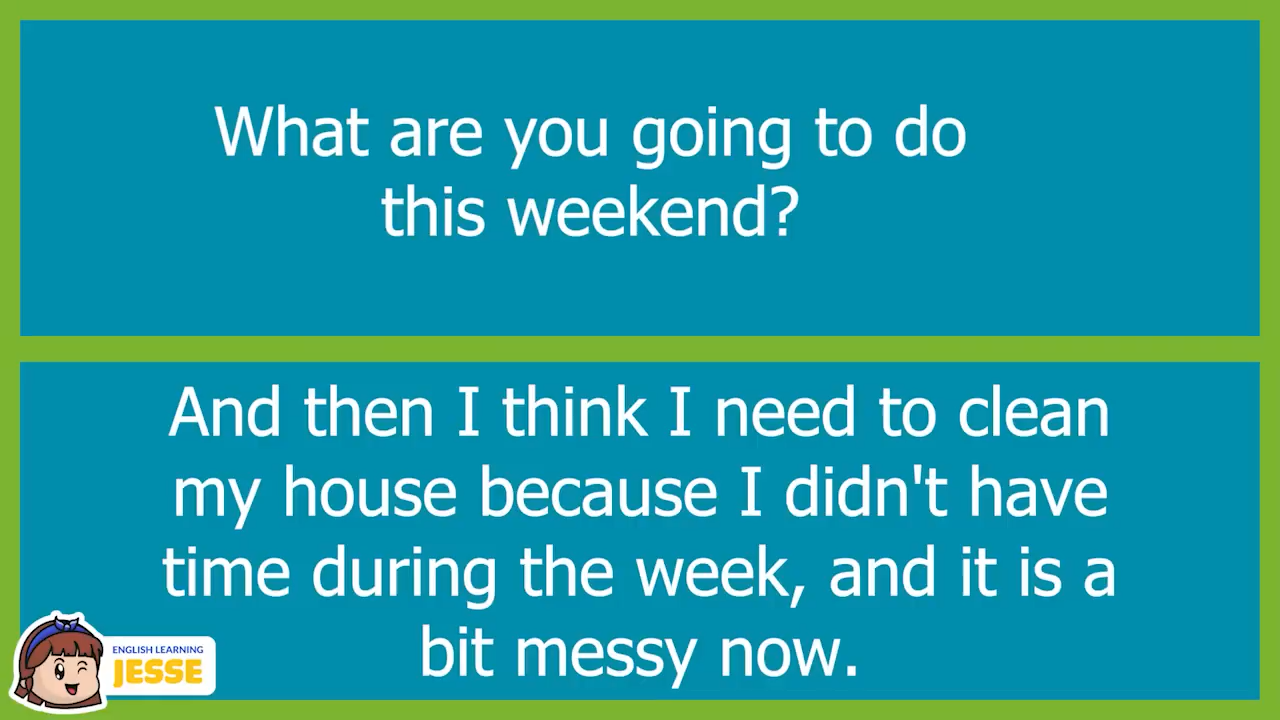 What are you going to do
this weekend?
And then I think I need to clean
my house because I didn't have
time during the week, and it is a
bit messy now.
ENGLISH LEARNING
JESSE